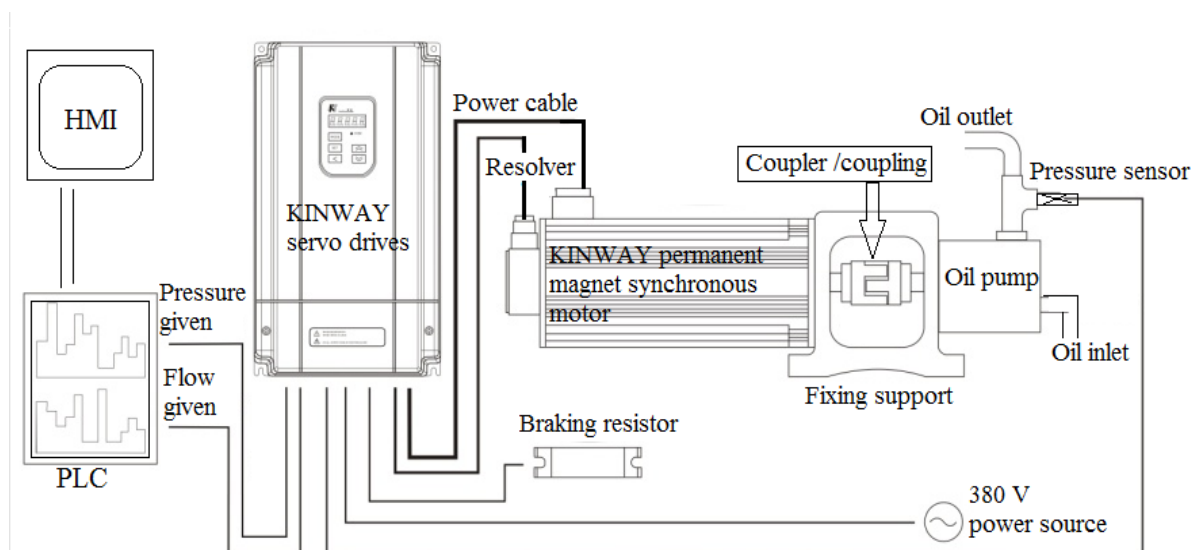 HMI
Power cable
Resolver
KINWAY
servo drives
Oil outlet
Coupler /coupling
Pressure sensor
KINWAY permanent
magnet synchronous
motor
Oil pump
Oil inlet
Fixing support
Pressure
given
Flow
given
PLC
Braking resistor
380 V
power source